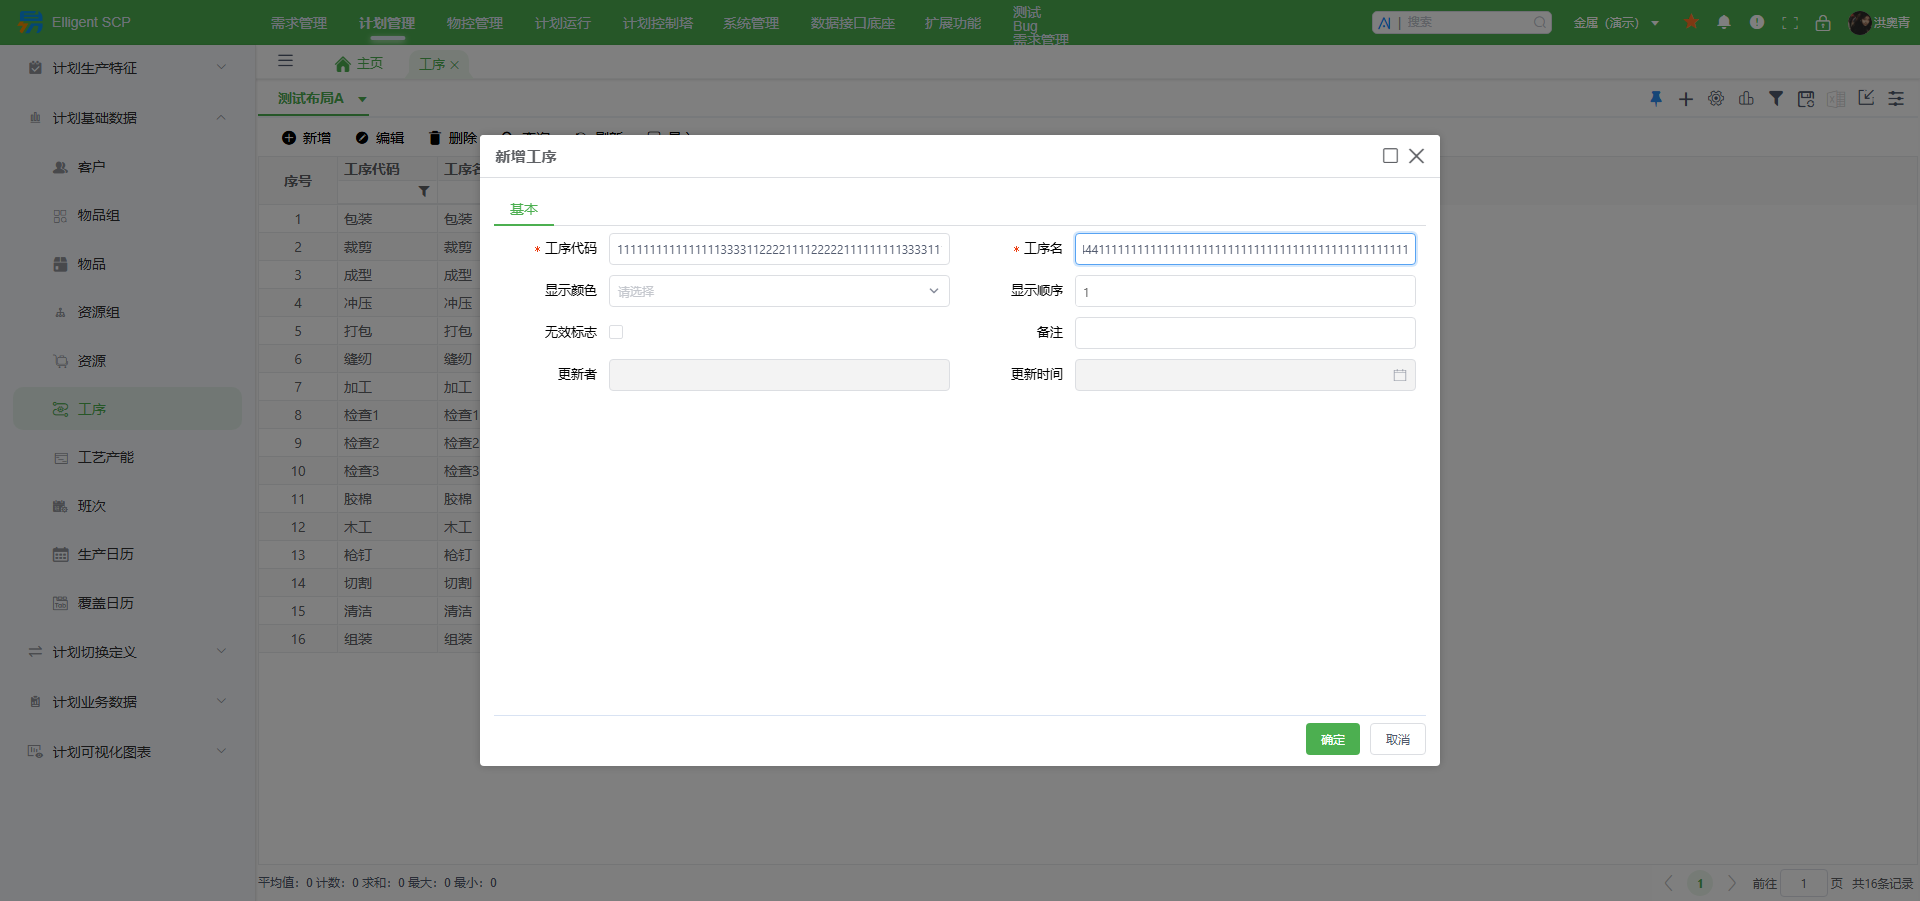 Elligent SCP
需求管理 计划管理 物控管理 计划运行 计划控制塔 系统管理 数据接口底座 扩展功能
测试
Bug
需求管理
AI | 搜索
金属（演示）
洪奥青
主页
工序
测试布局A
新增 编辑 删除
序号 工序代码 工序名
1 包装 包装
2 裁剪 裁剪
3 成型 成型
4 冲压 冲压
5 打包 打包
6 缝纫 缝纫
7 加工 加工
8 检查1 检查1
9 检查2 检查2
10 检查3 检查3
11 胶棉 胶棉
12 木工 木工
13 枪钉 枪钉
14 切割 切割
15 清洁 清洁
16 组装 组装
计划生产特征
计划基础数据
客户
物品组
物品
资源组
资源
工序
工艺产能
班次
生产日历
覆盖日历
计划切换定义
计划业务数据
计划可视化图表
新增工序
基本
* 工序代码
* 工序名
显示颜色 请选择
显示顺序 1
无效标志
备注
更新者
更新时间
确定 取消
平均值：0 计数：0 求和：0 最大：0 最小：0
1
前往 1 页 共16条记录